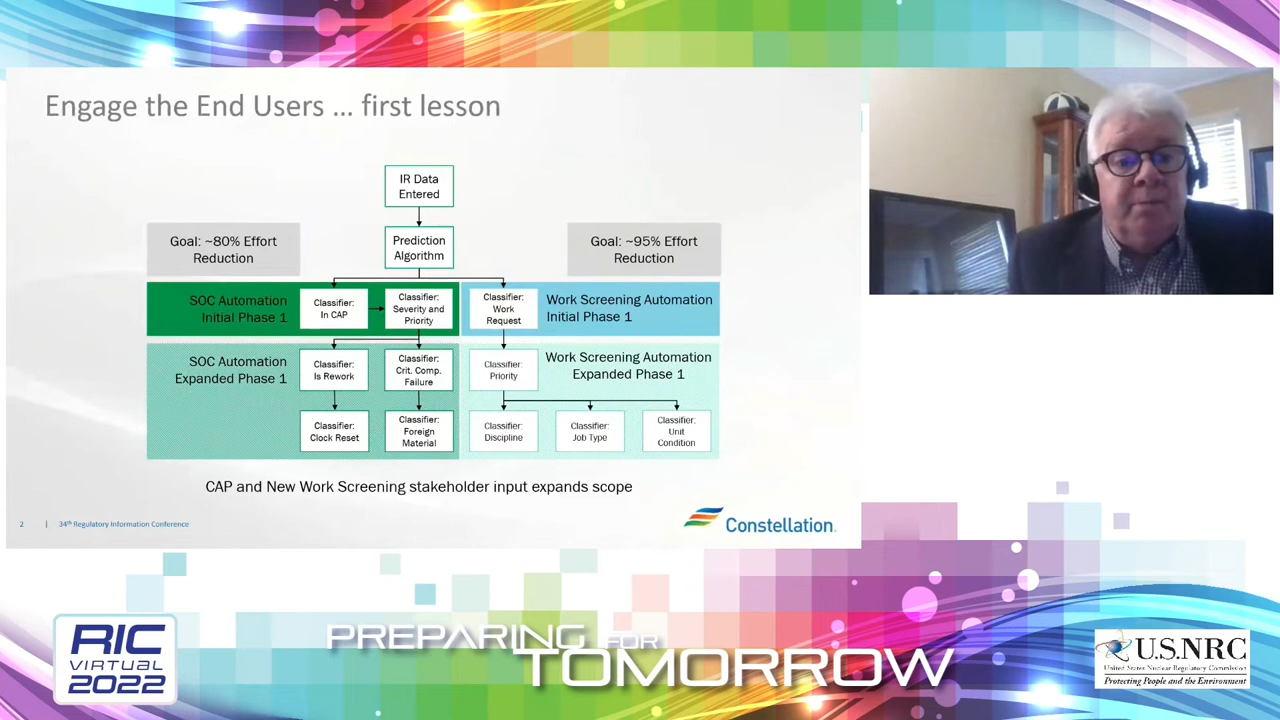 Engage the End Users ... first lesson
IR Data
Entered
Prediction
Algorithm
Goal: ~80% Effort
Reduction
Goal: ~95% Effort
Reduction
SOC Automation
Initial Phase 1
Classifier:
In CAP
Classifier:
Severity and
Priority
Classifier:
Work
Request
Work Screening Automation
Initial Phase 1
SOC Automation
Expanded Phase 1
Classifier:
Is Rework
Classifier:
Crit. Comp.
Failure
Classifier:
Priority
Work Screening Automation
Expanded Phase 1
Classifier:
Clock Reset
Classifier:
Foreign
Material
Classifier:
Discipline
Classifier:
Job Type
Classifier:
Unit
Condition
CAP and New Work Screening stakeholder input expands scope
2 | 34th Regulatory Information Conference
Constellation
RIC
VIRTUAL
2022
PREPARING FOR
TOMORROW
U.S.NRC
United States Nuclear Regulatory Commission
Protecting People and the Environment